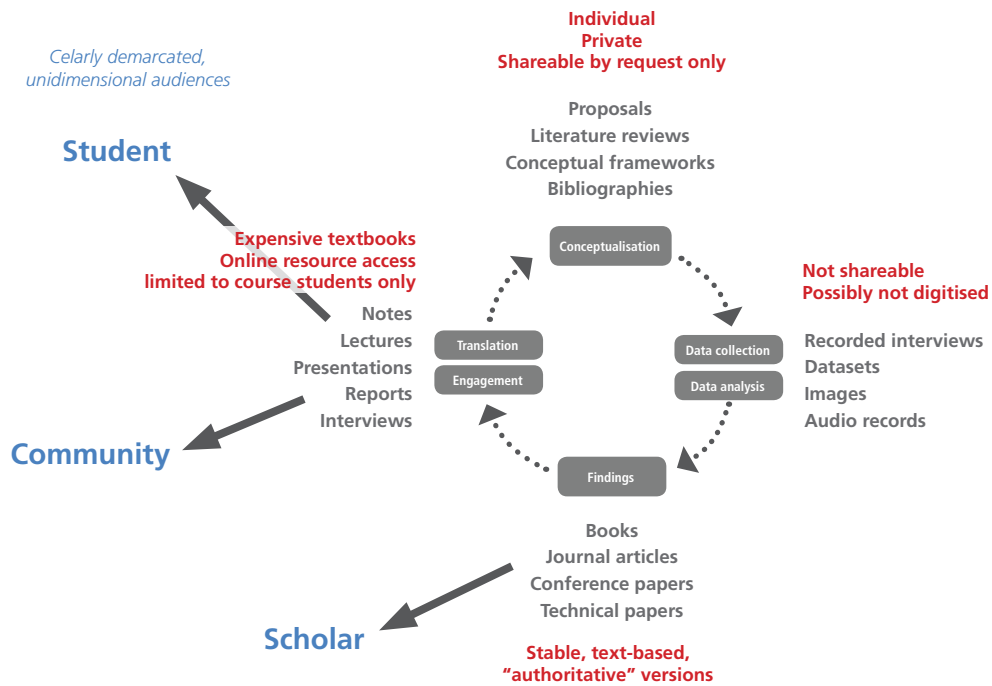 Individual
Private
Shareable by request only
Celarly demarcated,
unidimensional audiences
Proposals
Literature reviews
Conceptual frameworks
Bibliographies
Student
Expensive textbooks
Online resource access
limited to course students only
Conceptualisation
Not shareable
Possibly not digitised
Notes
Lectures
Presentations
Reports
Interviews
Translation
Engagement
Data collection
Data analysis
Recorded interviews
Datasets
Images
Audio records
Community
Findings
Books
Journal articles
Conference papers
Technical papers
Scholar
Stable, text-based,
“authoritative” versions